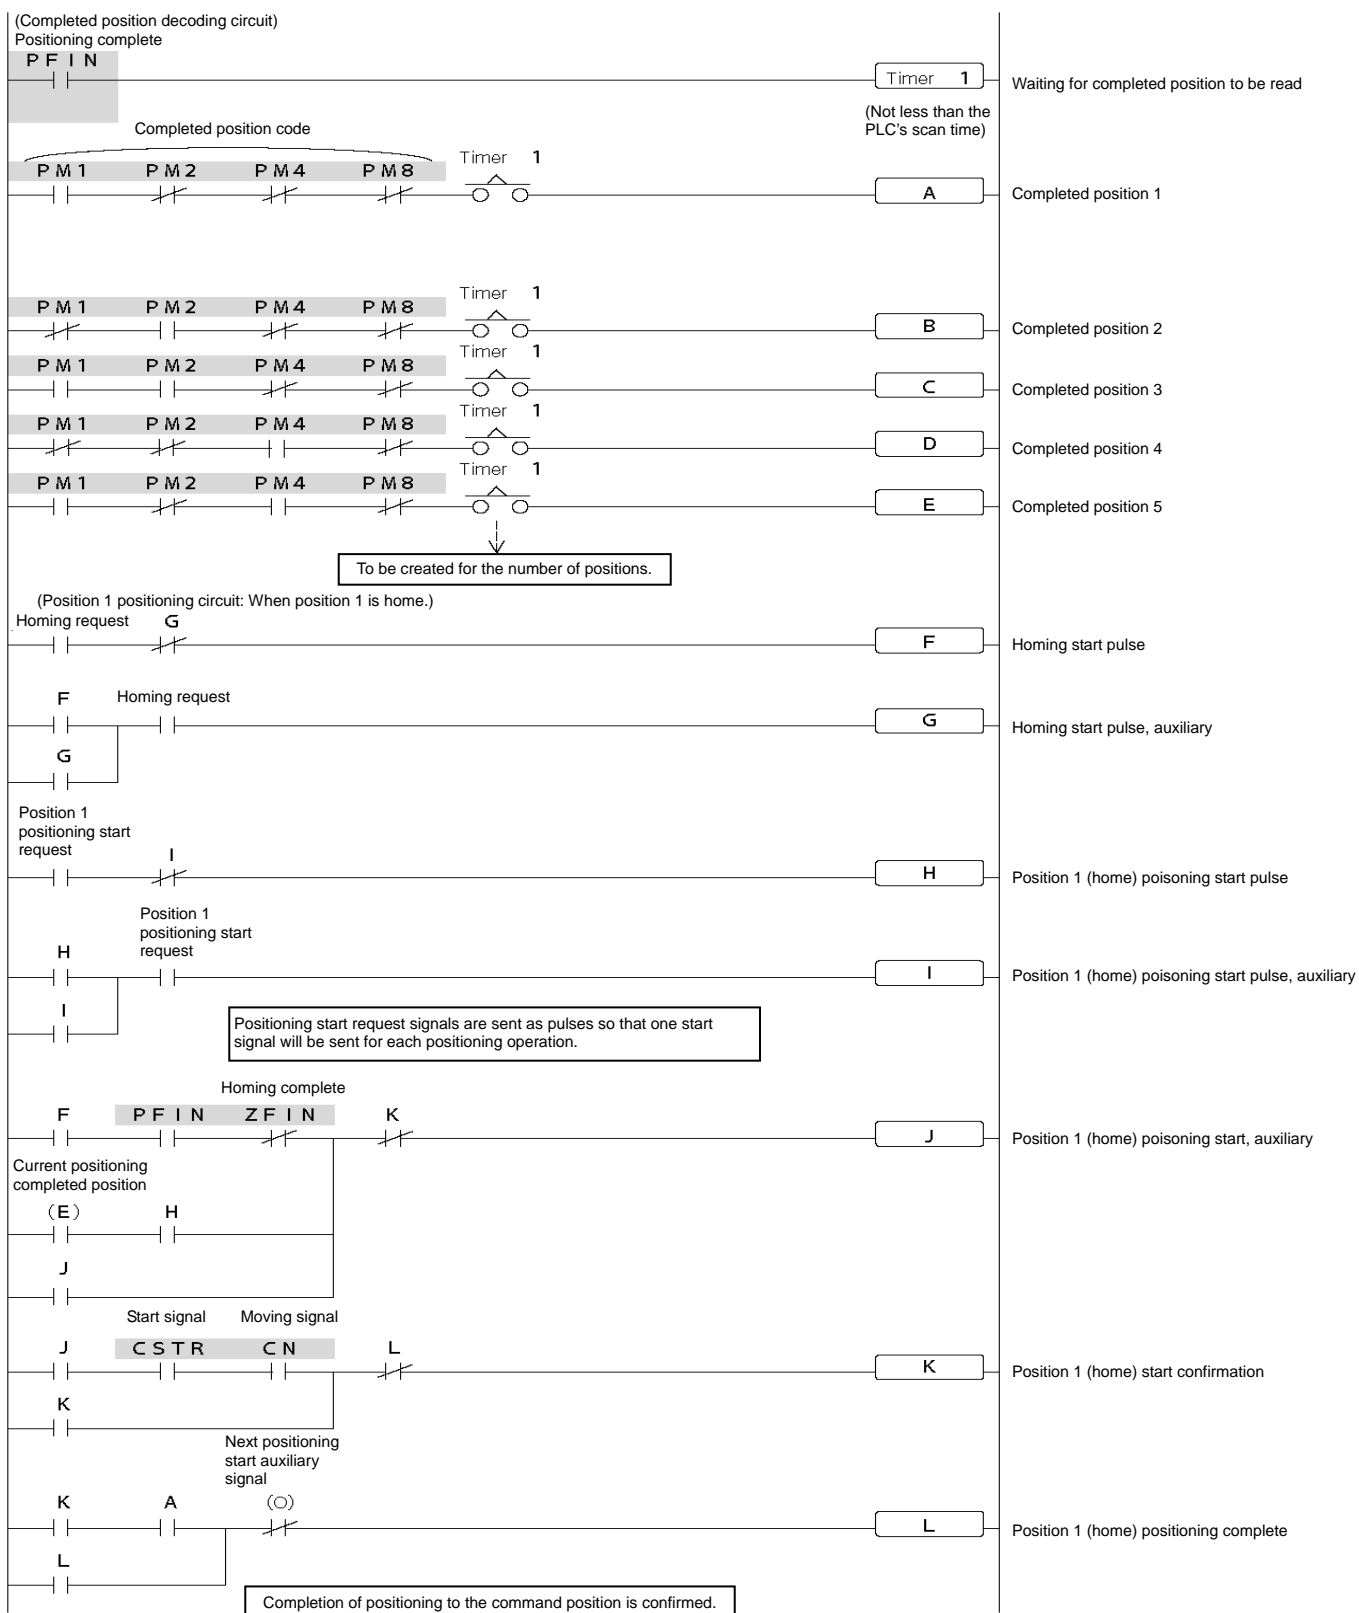 (Completed position decoding circuit)
Positioning complete
PFIN
Timer 1
Waiting for completed position to be read
(Not less than the
PLC's scan time)
Completed position code
PM1 PM2 PM4 PM8 Timer 1
A
Completed position 1
PM1 PM2 PM4 PM8 Timer 1
B
Completed position 2
PM1 PM2 PM4 PM8 Timer 1
C
Completed position 3
PM1 PM2 PM4 PM8 Timer 1
D
Completed position 4
PM1 PM2 PM4 PM8 Timer 1
E
Completed position 5
To be created for the number of positions.
(Position 1 positioning circuit: When position 1 is home.)
Homing request G
F
Homing start pulse
F Homing request
G
Homing start pulse, auxiliary
G
Position 1
positioning start
request
I
H
Position 1 (home) poisoning start pulse
Position 1
positioning start
request
H
I
Position 1 (home) poisoning start pulse, auxiliary
I
Positioning start request signals are sent as pulses so that one start
signal will be sent for each positioning operation.
Homing complete
F PFIN ZFIN K
J
Position 1 (home) poisoning start, auxiliary
Current positioning
completed position
(E) H
J
Start signal Moving signal
J CSTR CN L
K
Position 1 (home) start confirmation
K
Next positioning
start auxiliary
signal
K A (O)
L
Position 1 (home) positioning complete
L
Completion of positioning to the command position is confirmed.